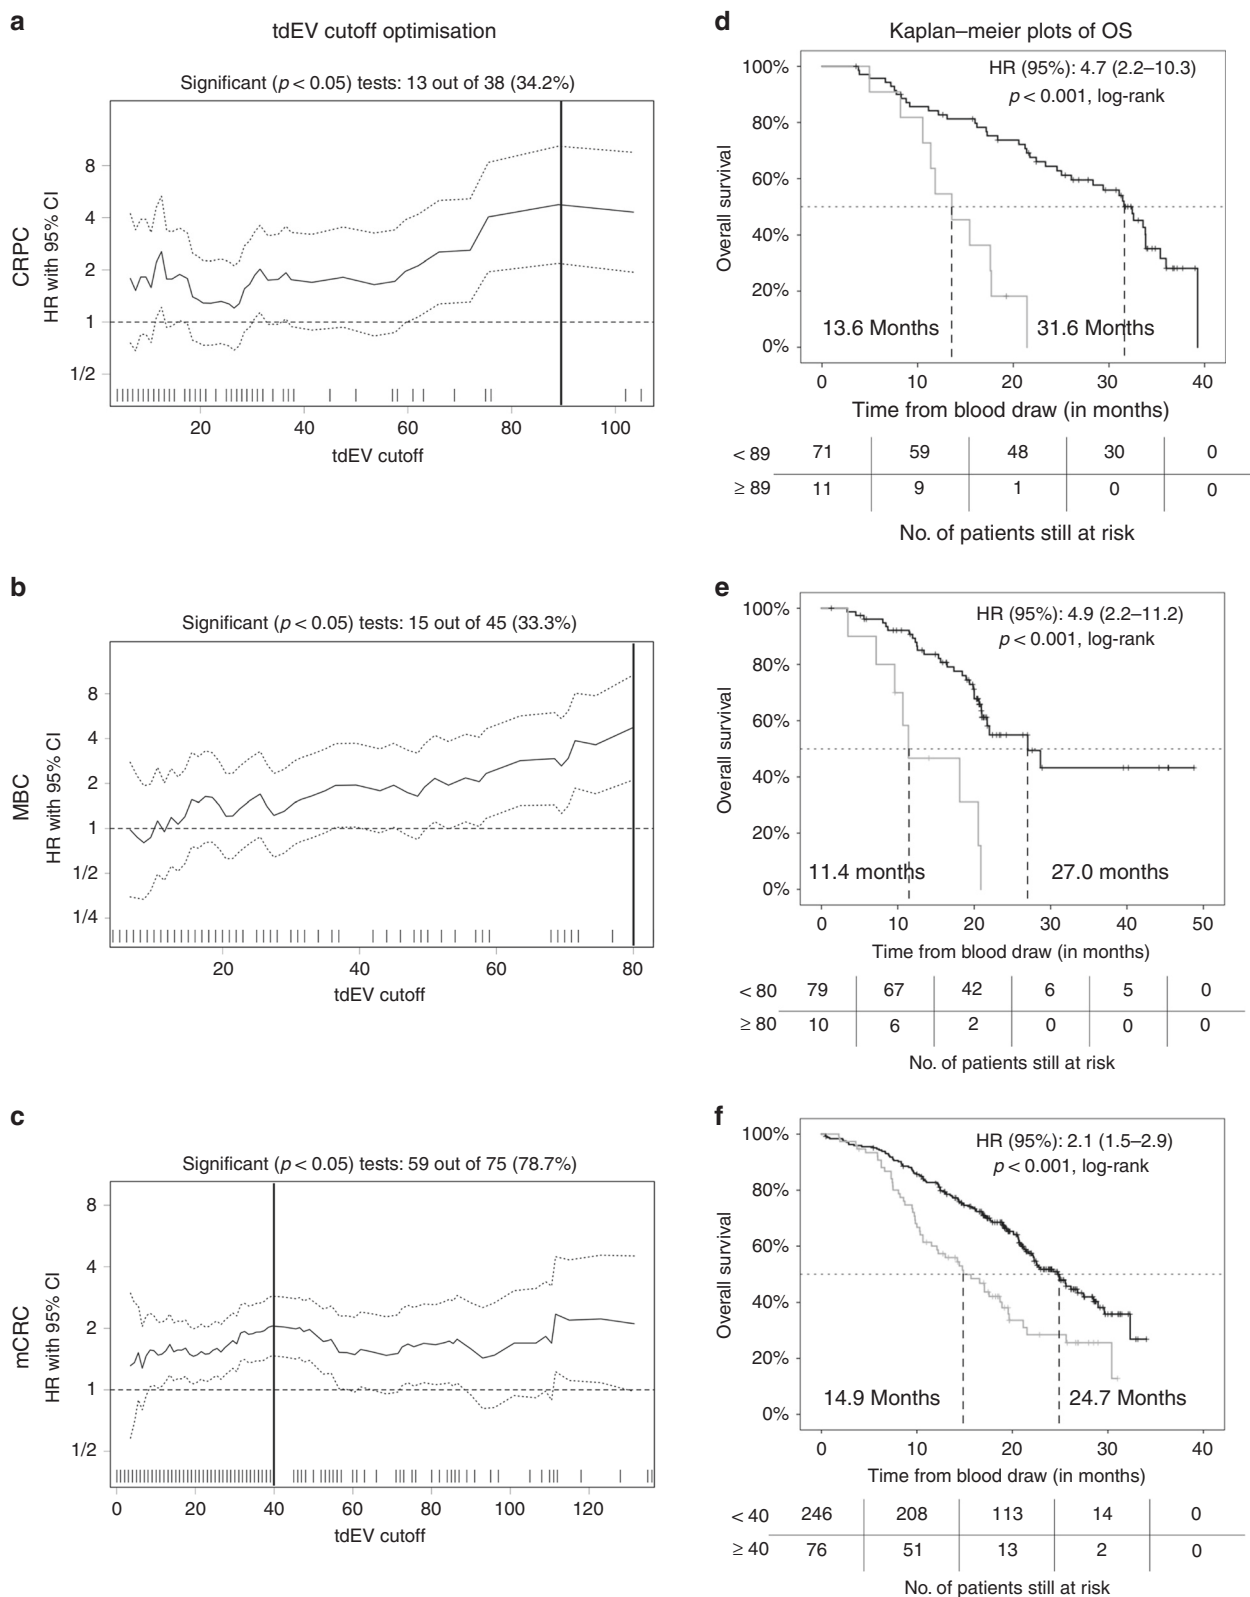 a
tdEV cutoff optimisation
Significant (p < 0.05) tests: 13 out of 38 (34.2%)
CRPC
HR with 95% CI
8
4
2
1
1/2
20 40 60 80 100
tdEV cutoff
d
Kaplan–meier plots of OS
HR (95%): 4.7 (2.2–10.3)
p < 0.001, log-rank
Overall survival
100%
80%
60%
40%
20%
0%
13.6 Months 31.6 Months
0 10 20 30 40
Time from blood draw (in months)
< 89 71 59 48 30 0
≥ 89 11 9 1 0 0
No. of patients still at risk
b
Significant (p < 0.05) tests: 15 out of 45 (33.3%)
MBC
HR with 95% CI
8
4
2
1
1/2
1/4
20 40 60 80
tdEV cutoff
e
HR (95%): 4.9 (2.2–11.2)
p < 0.001, log-rank
Overall survival
100%
80%
60%
40%
20%
0%
11.4 months 27.0 months
0 10 20 30 40 50
Time from blood draw (in months)
< 80 79 67 42 6 5 0
≥ 80 10 6 2 0 0 0
No. of patients still at risk
c
Significant (p < 0.05) tests: 59 out of 75 (78.7%)
mCRC
HR with 95% CI
8
4
2
1
1/2
0 20 40 60 80 100 120
tdEV cutoff
f
HR (95%): 2.1 (1.5–2.9)
p < 0.001, log-rank
Overall survival
100%
80%
60%
40%
20%
0%
14.9 Months 24.7 Months
0 10 20 30 40
Time from blood draw (in months)
< 40 246 208 113 14 0
≥ 40 76 51 13 2 0
No. of patients still at risk